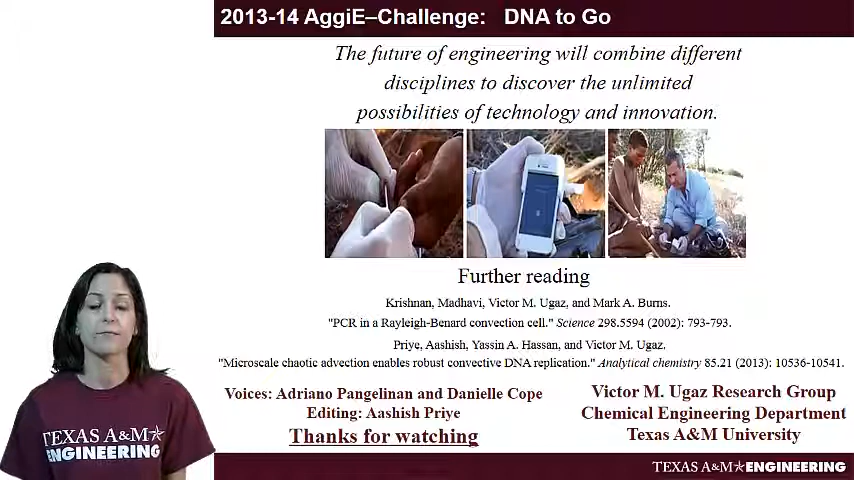 2013-14 AggiE–Challenge: DNA to Go
The future of engineering will combine different
disciplines to discover the unlimited
possibilities of technology and innovation.
Further reading
Krishnan, Madhavi, Victor M. Ugaz, and Mark A. Burns.
"PCR in a Rayleigh-Benard convection cell." Science 298.5594 (2002): 793-793.
Priye, Aashish, Yassin A. Hassan, and Victor M. Ugaz.
"Microscale chaotic advection enables robust convective DNA replication." Analytical chemistry 85.21 (2013): 10536-10541.
Voices: Adriano Pangelinan and Danielle Cope
Editing: Aashish Priye
Thanks for watching
Victor M. Ugaz Research Group
Chemical Engineering Department
Texas A&M University
TEXAS A&M
ENGINEERING
TEXAS A&M ENGINEERING